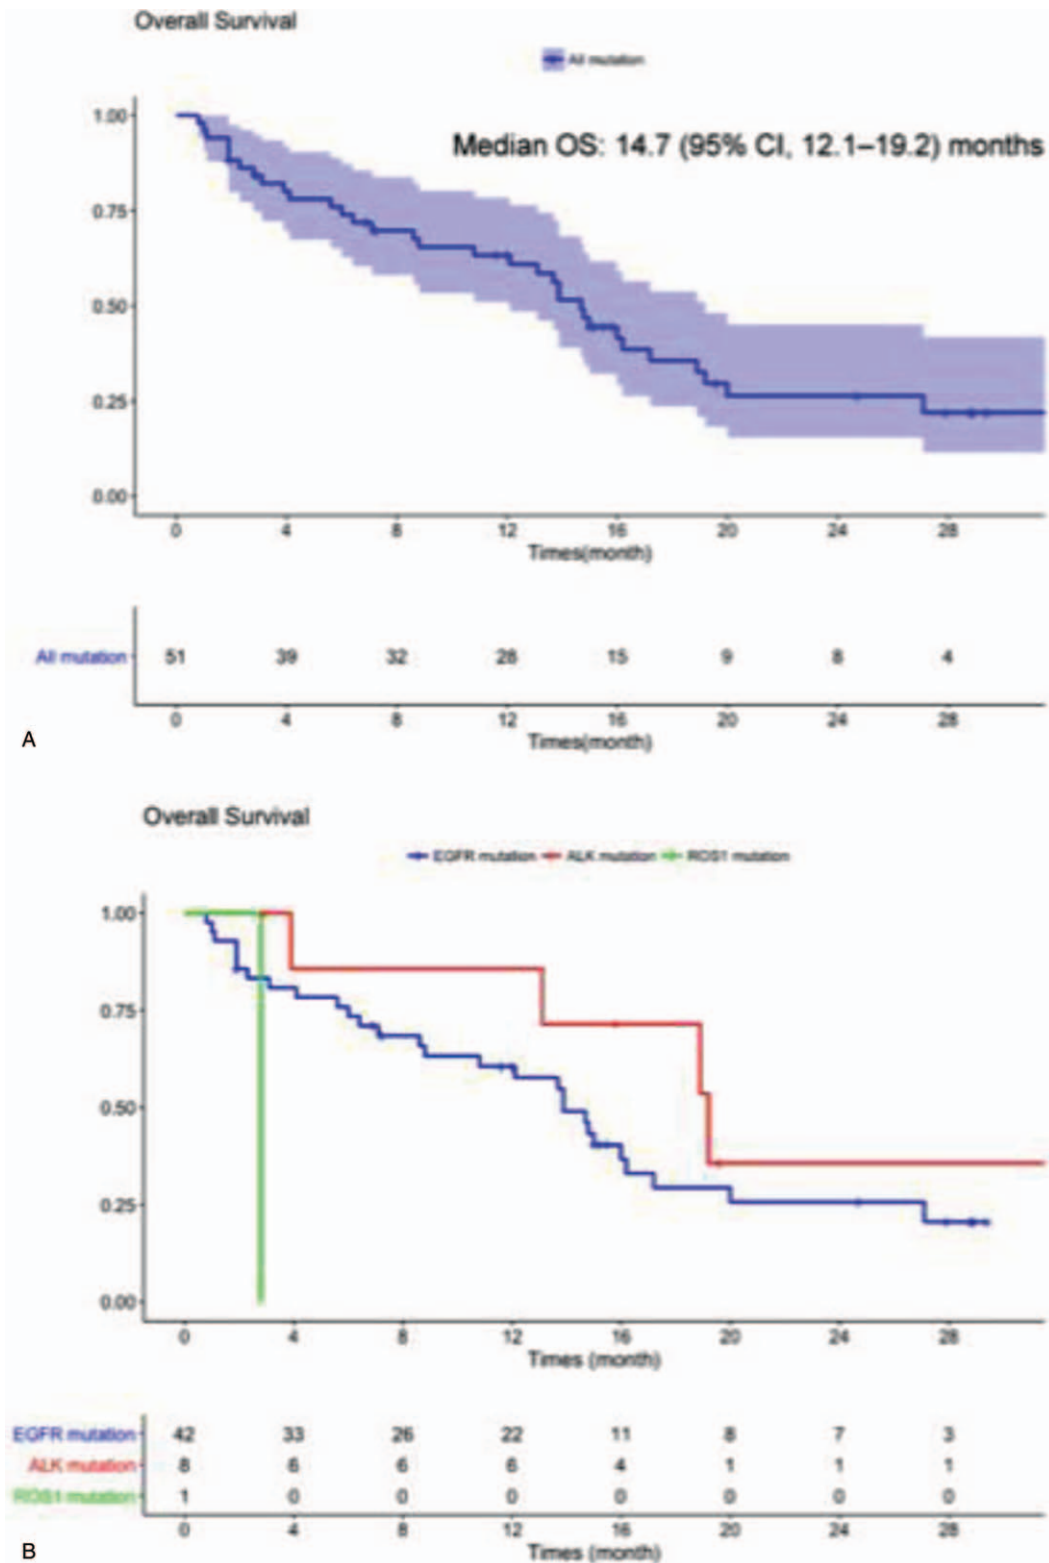 Overall Survival
All mutation
Median OS: 14.7 (95% CI, 12.1–19.2) months
1.00
0.75
0.50
0.25
0.00
0 4 8 12 16 20 24 28
Times(month)
All mutation 51 39 32 28 15 9 8 4
0 4 8 12 16 20 24 28
Times(month)
A
Overall Survival
EGFR mutation ALK mutation ROS1 mutation
1.00
0.75
0.50
0.25
0.00
0 4 8 12 16 20 24 28
Times (month)
EGFR mutation 42 33 26 22 11 8 7 3
ALK mutation 8 6 6 6 4 1 1 1
ROS1 mutation 1 0 0 0 0 0 0 0
0 4 8 12 16 20 24 28
Times (month)
B